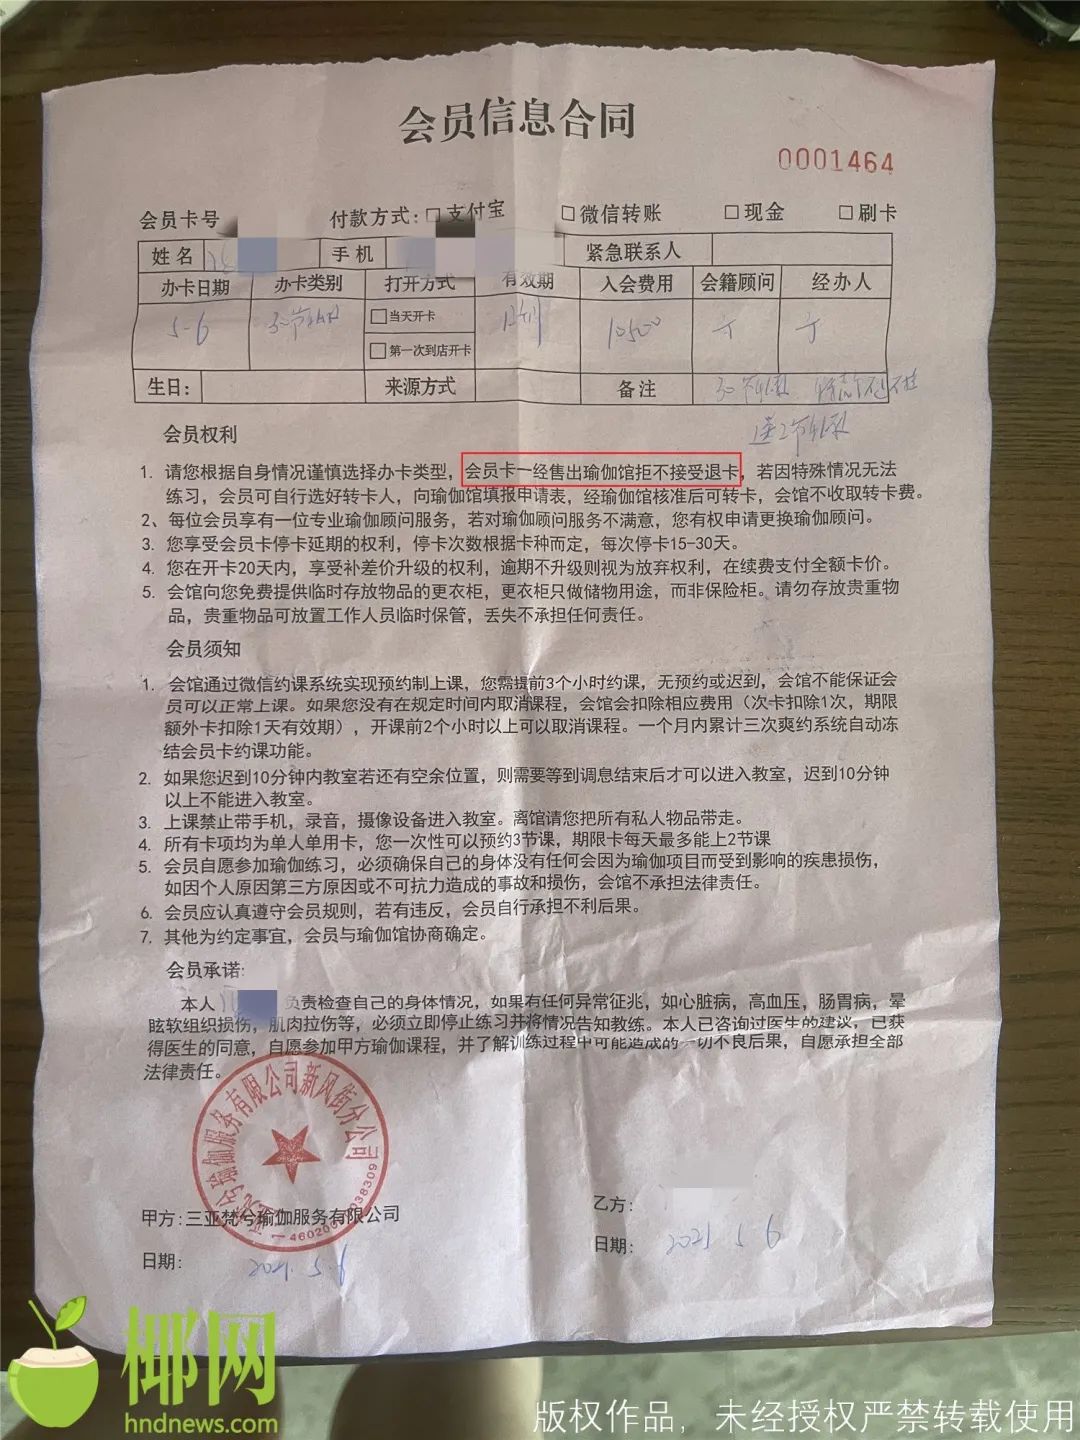 会员信息合同
0001464
会员卡号 付款方式: □支付宝 □微信转账 □现金 □刷卡
姓名 手机 紧急联系人
办卡日期 办卡类别 打开方式 有效期 入会费用 会籍顾问 经办人
5-6 □当天开卡 10500
□第一次到店开卡
生日: 来源方式 备注
会员权利
1. 请您根据自身情况谨慎选择办卡类型，会员卡一经售出瑜伽馆拒不接受退卡，若因特殊情况无法
练习，会员可自行选好转卡人，向瑜伽馆填报申请表，经瑜伽馆核准后可转卡，会馆不收取转卡费。
2、每位会员享有一位专业瑜伽顾问服务，若对瑜伽顾问服务不满意，您有权申请更换瑜伽顾问。
3. 您享受会员卡停卡延期的权利，停卡次数根据卡种而定，每次停卡15-30天。
4. 您在开卡20天内，享受补差价升级的权利，逾期不升级则视为放弃权利，在续费支付全额卡价。
5. 会馆向您免费提供临时存放物品的更衣柜，更衣柜只做储物用途，而非保险柜。请勿存放贵重物
品，贵重物品可放置工作人员临时保管，丢失不承担任何责任。
会员须知
1. 会馆通过微信约课系统实现预约制上课，您需提前3个小时约课，无预约或迟到，会馆不能保证会
员可以正常上课。如果您没有在规定时间内取消课程，会馆会扣除相应费用（次卡扣除1次，期限
额外卡扣除1天有效期），开课前2个小时以上可以取消课程。一个月内累计三次爽约系统自动冻
结会员卡约课功能。
2. 如果您迟到10分钟内教室若还有空余位置，则需要等到调息结束后才可以进入教室，迟到10分钟
以上不能进入教室。
3. 上课禁止带手机，录音，摄像设备进入教室。离馆请您把所有私人物品带走。
4. 所有卡项均为单人单用卡，您一次性可以预约3节课，期限卡每天最多能上2节课
5. 会员自愿参加瑜伽练习，必须确保自己的身体没有任何会因为瑜伽项目而受到影响的疾患损伤，
如因个人原因第三方原因或不可抗力造成的事故和损伤，会馆不承担法律责任。
6. 会员应认真遵守会员规则，若有违反，会员自行承担不利后果。
7. 其他为约定事宜，会员与瑜伽馆协商确定。
会员承诺:
本人 负责检查自己的身体情况，如果有任何异常征兆，如心脏病，高血压，肠胃病，晕
眩软组织损伤，肌肉拉伤等，必须立即停止练习并将情况告知教练。本人已咨询过医生的建议，已获
得医生的同意，自愿参加甲方瑜伽课程，并了解训练过程中可能造成的一切不良后果，自愿承担全部
法律责任。
瑜伽服务有限公司新风街分公司
甲方: 三亚梵兮瑜伽服务有限公司 乙方:
日期: 2021.5.6 日期: 2021 5 6
椰网
hndnews.com
版权作品，未经授权严禁转载使用